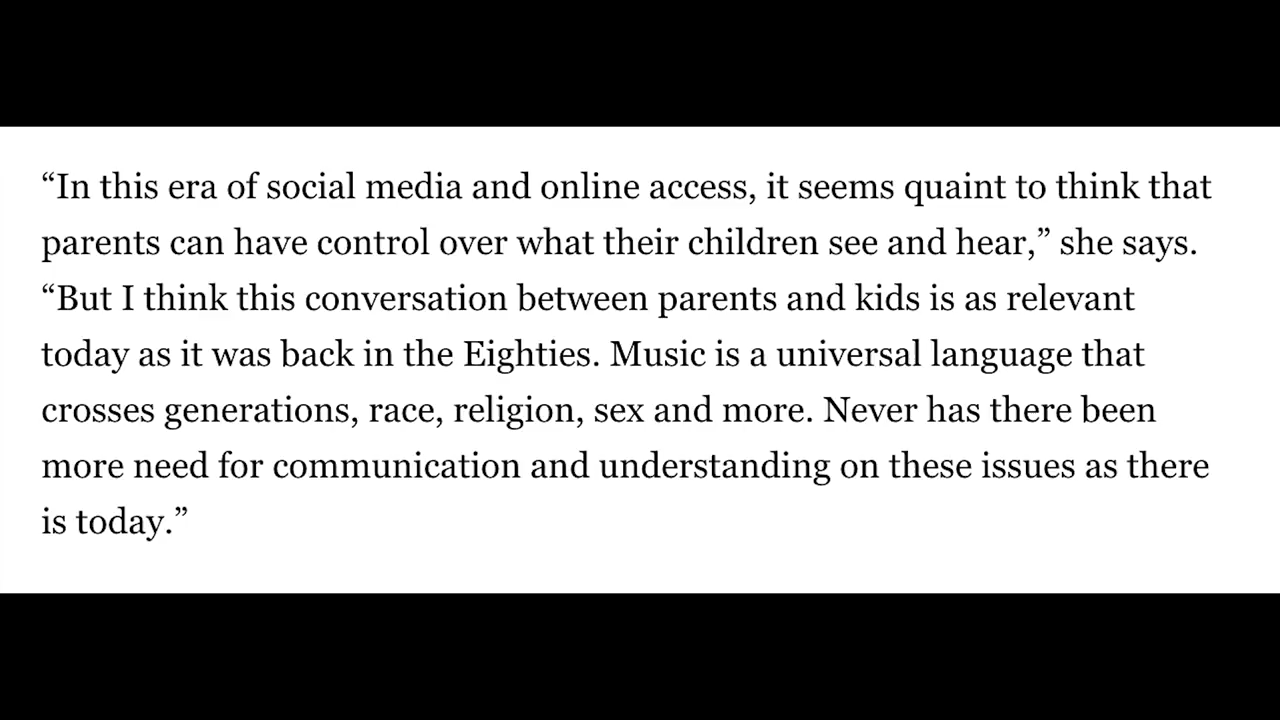 “In this era of social media and online access, it seems quaint to think that
parents can have control over what their children see and hear,” she says.
“But I think this conversation between parents and kids is as relevant
today as it was back in the Eighties. Music is a universal language that
crosses generations, race, religion, sex and more. Never has there been
more need for communication and understanding on these issues as there
is today.”